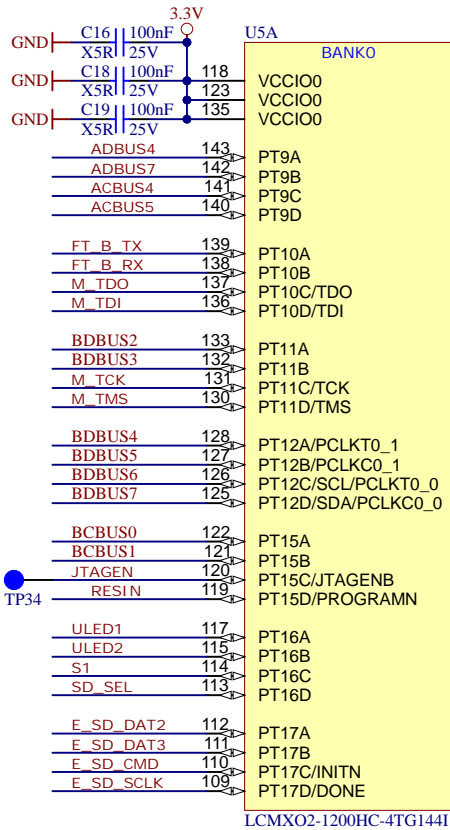 3.3V
GND C16 100nF U5A
X5R 25V BANK0
GND C18 100nF 118 VCCIO0
X5R 25V 123 VCCIO0
GND C19 100nF 135 VCCIO0
X5R 25V
ADBUS4 143 PT9A
ADBUS7 142 PT9B
ACBUS4 141 PT9C
ACBUS5 140 PT9D
FT_B_TX 139 PT10A
FT_B_RX 138 PT10B
M_TDO 137 PT10C/TDO
M_TDI 136 PT10D/TDI
BDBUS2 133 PT11A
BDBUS3 132 PT11B
M_TCK 131 PT11C/TCK
M_TMS 130 PT11D/TMS
BDBUS4 128 PT12A/PCLKT0_1
BDBUS5 127 PT12B/PCLKC0_1
BDBUS6 126 PT12C/SCL/PCLKT0_0
BDBUS7 125 PT12D/SDA/PCLKC0_0
BCBUS0 122 PT15A
BCBUS1 121 PT15B
JTAGEN 120 PT15C/JTAGENB
TP34 RESIN 119 PT15D/PROGRAMN
ULED1 117 PT16A
ULED2 115 PT16B
S1 114 PT16C
SD_SEL 113 PT16D
E_SD_DAT2 112 PT17A
E_SD_DAT3 111 PT17B
E_SD_CMD 110 PT17C/INITN
E_SD_SCLK 109 PT17D/DONE
LCMXO2-1200HC-4TG144I